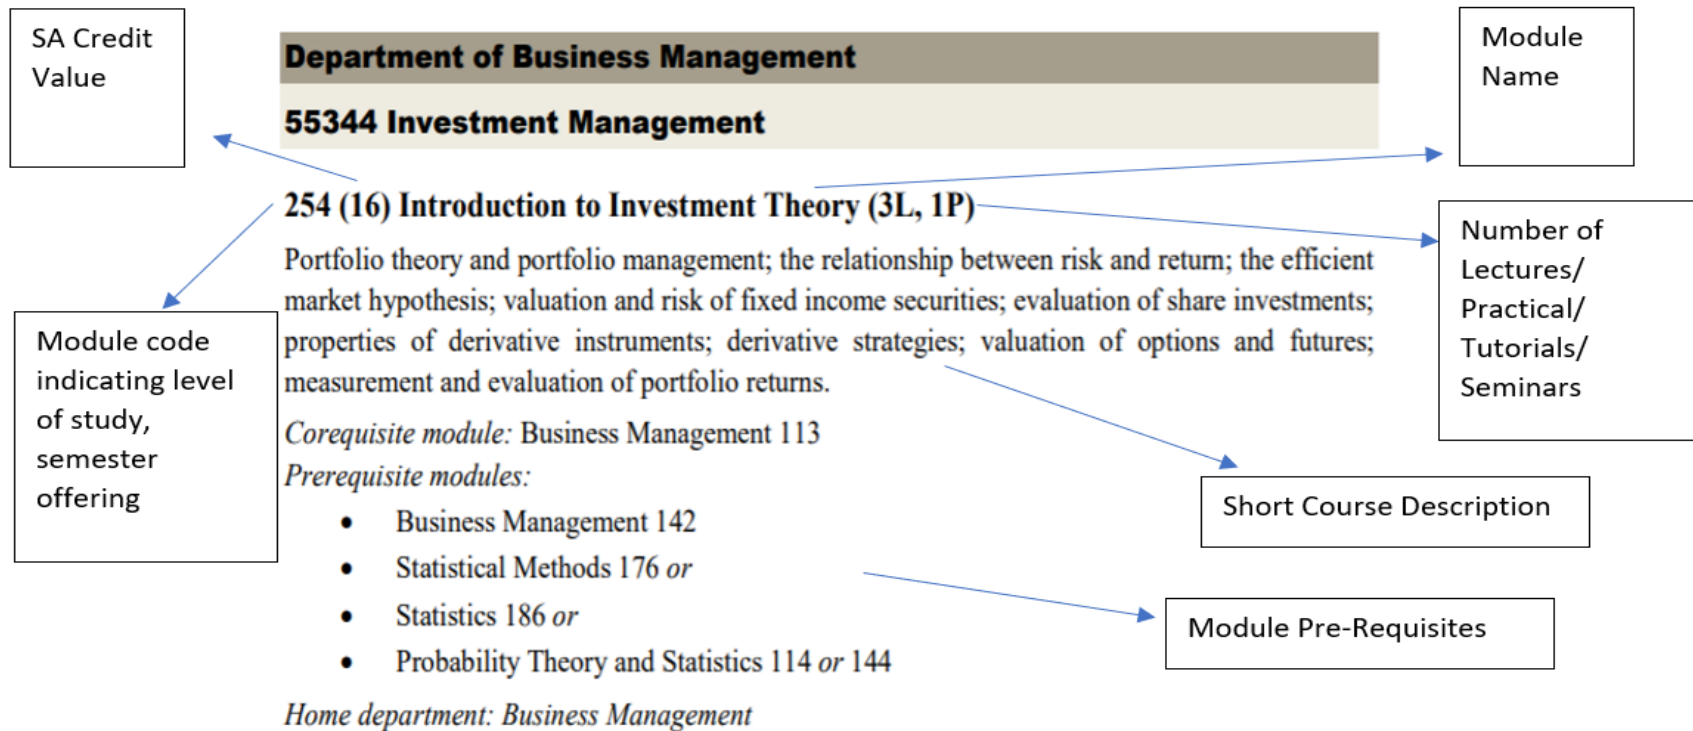 SA Credit
Value
Department of Business Management
55344 Investment Management
Module
Name
254 (16) Introduction to Investment Theory (3L, 1P)
Portfolio theory and portfolio management; the relationship between risk and return; the efficient
market hypothesis; valuation and risk of fixed income securities; evaluation of share investments;
properties of derivative instruments; derivative strategies; valuation of options and futures;
measurement and evaluation of portfolio returns.
Number of
Lectures/
Practical/
Tutorials/
Seminars
Module code
indicating level
of study,
semester
offering
Corequisite module: Business Management 113
Prerequisite modules:
• Business Management 142
• Statistical Methods 176 or
• Statistics 186 or
• Probability Theory and Statistics 114 or 144
Short Course Description
Module Pre-Requisites
Home department: Business Management